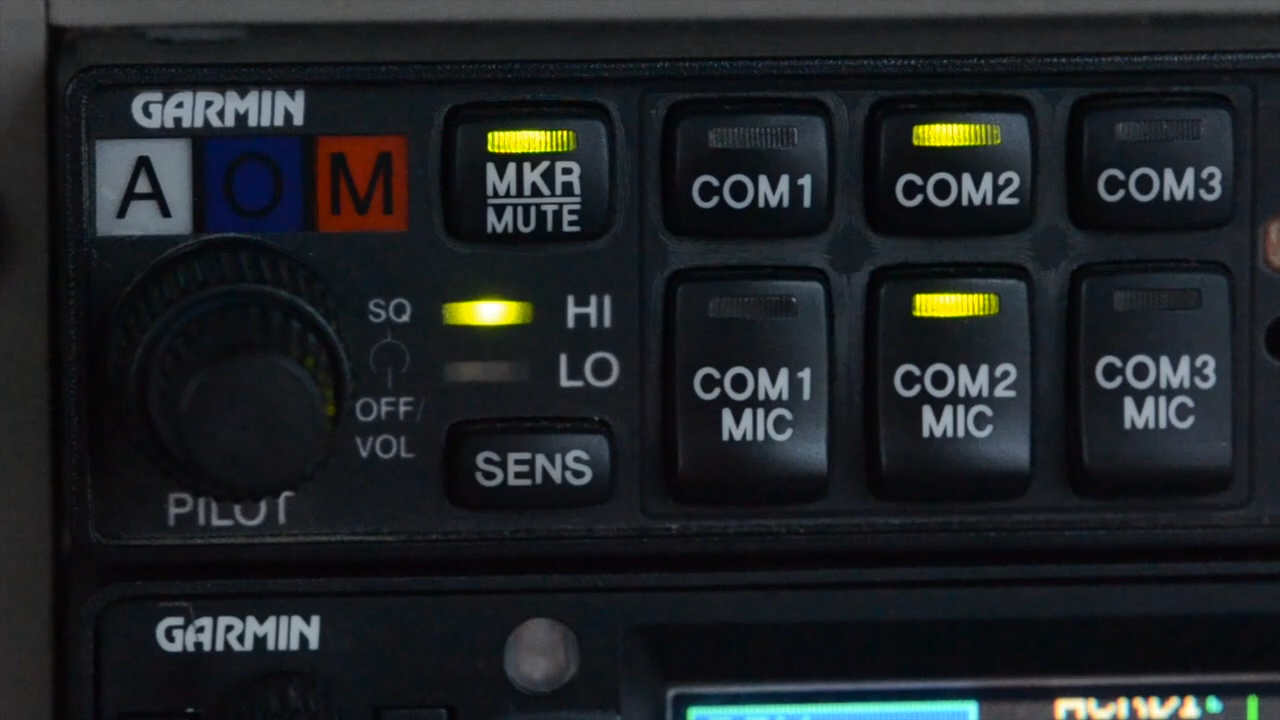 GARMIN
A O M
MKR
MUTE
COM1
COM2
COM3
SQ
HI
LO
OFF/
VOL
SENS
COM1
MIC
COM2
MIC
COM3
MIC
PILOT
GARMIN